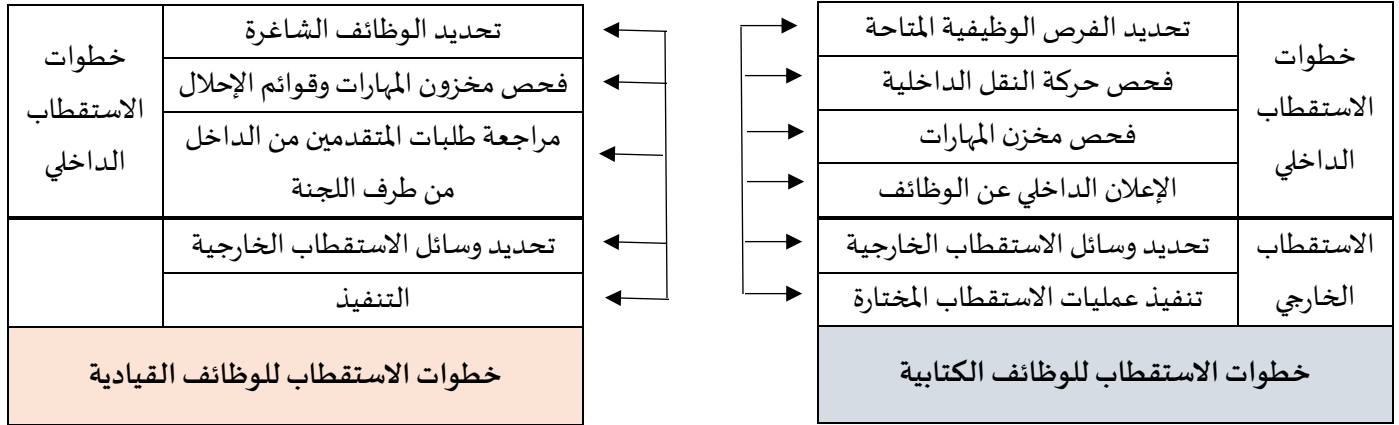 خطوات
الاستقطاب
الداخلي
تحديد الفرص الوظيفية المتاحة
فحص حركة النقل الداخلية
فحص مخزن المهارات
الإعلان الداخلي عن الوظائف
الاستقطاب
الخارجي
تحديد وسائل الاستقطاب الخارجية
تنفيذ عمليات الاستقطاب المختارة
خطوات الاستقطاب للوظائف الكتابية
تحديد الوظائف الشاغرة
فحص مخزون المهارات وقوائم الإحلال
مراجعة طلبات المتقدمين من الداخل
من طرف اللجنة
خطوات
الاستقطاب
الداخلي
تحديد وسائل الاستقطاب الخارجية
التنفيذ
خطوات الاستقطاب للوظائف القيادية